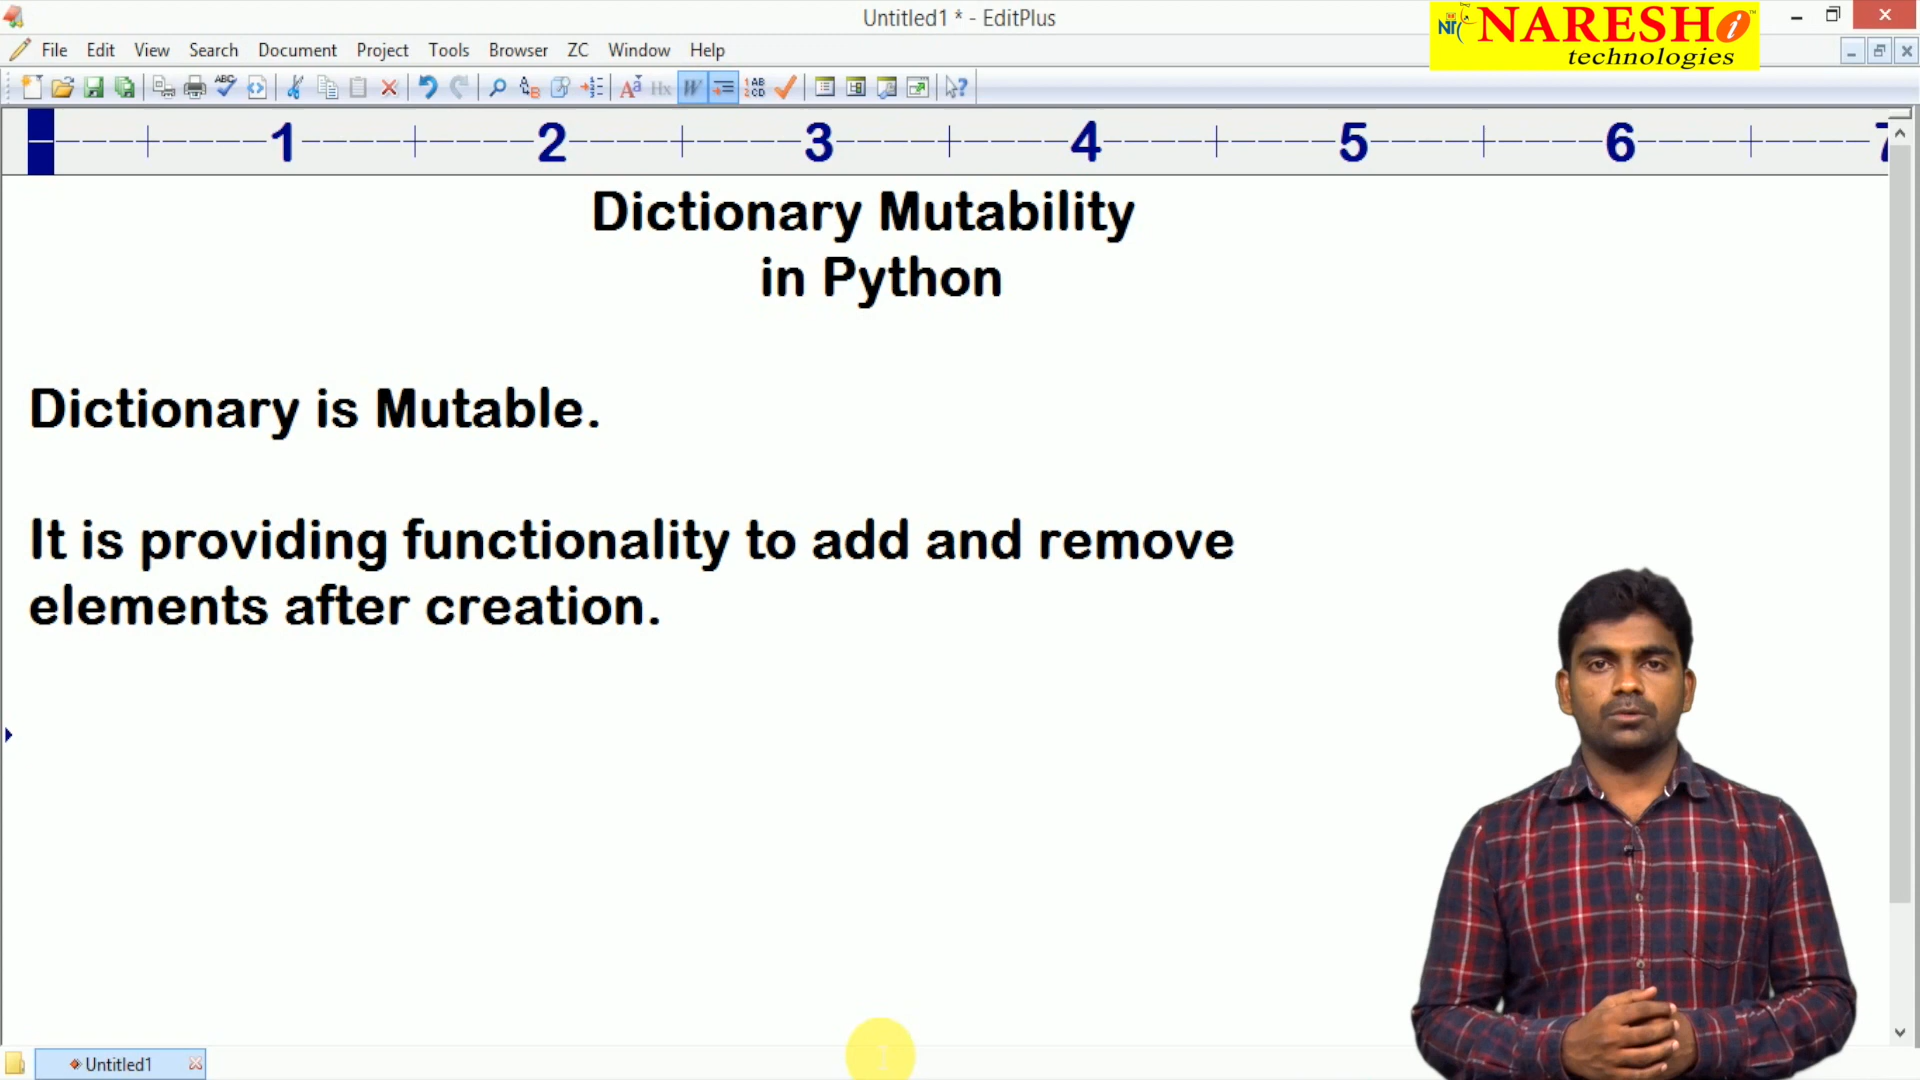 Untitled1 * - EditPlus
NARESH i
NT
technologies
File Edit View Search Document Project Tools Browser ZC Window Help
1 2 3 4 5 6 7
Dictionary Mutability
in Python
Dictionary is Mutable.
It is providing functionality to add and remove
elements after creation.
Untitled1